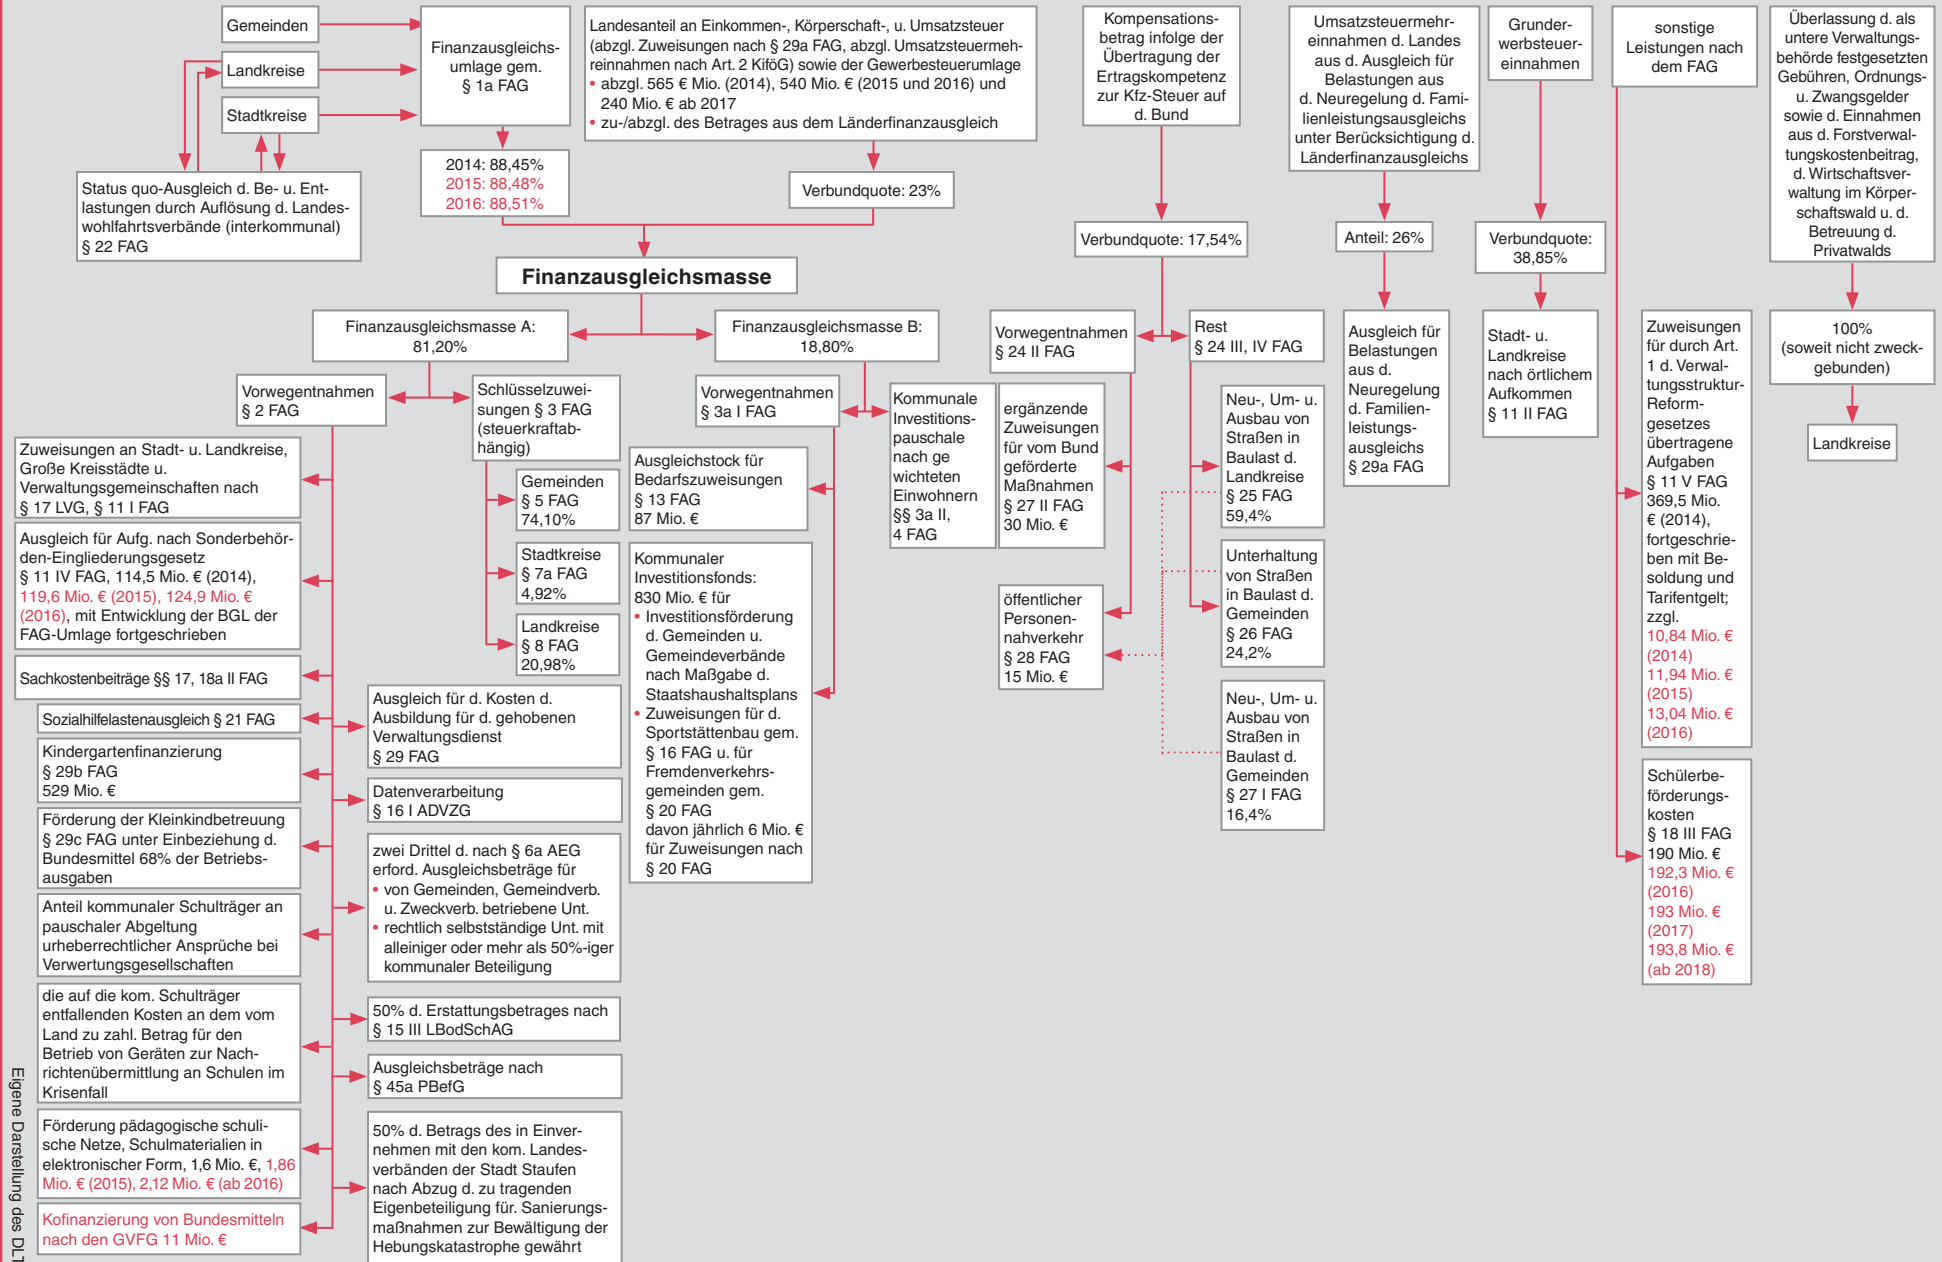 Gemeinden
Landkreise
Stadtkreise
Finanzausgleichs-
umlage gem.
§ 1a FAG
Landesanteil an Einkommen-, Körperschaft-, u. Umsatzsteuer
(abzgl. Zuweisungen nach § 29a FAG, abzgl. Umsatzsteuermeh-
reinnahmen nach Art. 2 KiföG) sowie der Gewerbesteuerumlage
• abzgl. 565 € Mio. (2014), 540 Mio. € (2015 und 2016) und
240 Mio. € ab 2017
• zu-/abzgl. des Betrages aus dem Länderfinanzausgleich
Kompensations-
betrag infolge der
Übertragung der
Ertragskompetenz
zur Kfz-Steuer auf
d. Bund
Umsatzsteuermehr-
einnahmen d. Landes
aus d. Ausgleich für
Belastungen aus
d. Neuregelung d. Fami-
lienleistungsausgleichs
unter Berücksichtigung d.
Länderfinanzausgleichs
Grunder-
werbsteuer-
einnahmen
sonstige
Leistungen nach
dem FAG
Überlassung d. als
untere Verwaltungs-
behörde festgesetzten
Gebühren, Ordnungs-
u. Zwangsgelder
sowie d. Einnahmen
aus d. Forstverwal-
tungskostenbeitrag,
d. Wirtschaftsver-
waltung im Körper-
schaftswald u. d.
Betreuung d.
Privatwalds
Status quo-Ausgleich d. Be- u. Ent-
lastungen durch Auflösung d. Landes-
wohlfahrtsverbände (interkommunal)
§ 22 FAG
2014: 88,45%
2015: 88,48%
2016: 88,51%
Verbundquote: 23%
Verbundquote: 17,54%
Anteil: 26%
Verbundquote:
38,85%
Finanzausgleichsmasse
Finanzausgleichsmasse A:
81,20%
Finanzausgleichsmasse B:
18,80%
Vorwegentnahmen
§ 2 FAG
Schlüsselzuwei-
sungen § 3 FAG
(steuerkraftab-
hängig)
Gemeinden
§ 5 FAG
74,10%
Stadtkreise
§ 7a FAG
4,92%
Landkreise
§ 8 FAG
20,98%
Zuweisungen an Stadt- u. Landkreise,
Große Kreisstädte u.
Verwaltungsgemeinschaften nach
§ 17 LVG, § 11 I FAG
Ausgleich für Aufg. nach Sonderbehör-
den-Eingliederungsgesetz
§ 11 IV FAG, 114,5 Mio. € (2014),
119,6 Mio. € (2015), 124,9 Mio. €
(2016), mit Entwicklung der BGL der
FAG-Umlage fortgeschrieben
Sachkostenbeiträge §§ 17, 18a II FAG
Sozialhilfelastenausgleich § 21 FAG
Kindergartenfinanzierung
§ 29b FAG
529 Mio. €
Förderung der Kleinkindbetreuung
§ 29c FAG unter Einbeziehung d.
Bundesmittel 68% der Betriebs-
ausgaben
Anteil kommunaler Schulträger an
pauschaler Abgeltung
urheberrechtlicher Ansprüche bei
Verwertungsgesellschaften
die auf die kom. Schulträger
entfallenden Kosten an dem vom
Land zu zahl. Betrag für den
Betrieb von Geräten zur Nach-
richtenübermittlung an Schulen im
Krisenfall
Förderung pädagogische schuli-
sche Netze, Schulmaterialien in
elektronischer Form, 1,6 Mio. €, 1,86
Mio. € (2015), 2,12 Mio. € (ab 2016)
Kofinanzierung von Bundesmitteln
nach den GVFG 11 Mio. €
Ausgleich für d. Kosten d.
Ausbildung für d. gehobenen
Verwaltungsdienst
§ 29 FAG
Datenverarbeitung
§ 16 I ADVZG
zwei Drittel d. nach § 6a AEG
erford. Ausgleichsbeträge für
• von Gemeinden, Gemeindverb.
u. Zweckverb. betriebene Unt.
• rechtlich selbstständige Unt. mit
alleiniger oder mehr als 50%-iger
kommunaler Beteiligung
50% d. Erstattungsbetrages nach
§ 15 III LBodSchAG
Ausgleichsbeträge nach
§ 45a PBefG
50% d. Betrags des in Einver-
nehmen mit den kom. Landes-
verbänden der Stadt Staufen
nach Abzug d. zu tragenden
Eigenbeteiligung für. Sanierungs-
maßnahmen zur Bewältigung der
Hebungskatastrophe gewährt
Vorwegentnahmen
§ 3a I FAG
Kommunale
Investitions-
pauschale
nach ge
wichteten
Einwohnern
§§ 3a II,
4 FAG
Ausgleichstock für
Bedarfszuweisungen
§ 13 FAG
87 Mio. €
Kommunaler
Investitionsfonds:
830 Mio. € für
• Investitionsförderung
d. Gemeinden u.
Gemeindeverbände
nach Maßgabe d.
Staatshaushaltsplans
• Zuweisungen für d.
Sportstättenbau gem.
§ 16 FAG u. für
Fremdenverkehrs-
gemeinden gem.
§ 20 FAG
davon jährlich 6 Mio. €
für Zuweisungen nach
§ 20 FAG
Vorwegentnahmen
§ 24 II FAG
Rest
§ 24 III, IV FAG
ergänzende
Zuweisungen
für vom Bund
geförderte
Maßnahmen
§ 27 II FAG
30 Mio. €
öffentlicher
Personen-
nahverkehr
§ 28 FAG
15 Mio. €
Neu-, Um- u.
Ausbau von
Straßen in
Baulast d.
Landkreise
§ 25 FAG
59,4%
Unterhaltung
von Straßen
in Baulast d.
Gemeinden
§ 26 FAG
24,2%
Neu-, Um- u.
Ausbau von
Straßen in
Baulast d.
Gemeinden
§ 27 I FAG
16,4%
Ausgleich für
Belastungen
aus d.
Neuregelung
d. Familien-
leistungs-
ausgleichs
§ 29a FAG
Stadt- u.
Landkreise
nach örtlichem
Aufkommen
§ 11 II FAG
Zuweisungen
für durch Art.
1 d. Verwal-
tungsstruktur-
Reform-
gesetzes
übertragene
Aufgaben
§ 11 V FAG
369,5 Mio.
€ (2014),
fortgeschrie-
ben mit Be-
soldung und
Tarifentgelt;
zzgl.
10,84 Mio. €
(2014)
11,94 Mio. €
(2015)
13,04 Mio. €
(2016)
Schülerbe-
förderungs-
kosten
§ 18 III FAG
190 Mio. €
192,3 Mio. €
(2016)
193 Mio. €
(2017)
193,8 Mio. €
(ab 2018)
100%
(soweit nicht zweck-
gebunden)
Landkreise
Eigene Darstellung des DLT